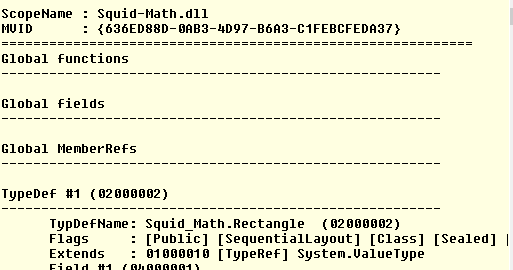 ScopeName : Squid-Math.dll
MVID      : {636ED88D-0AB3-4D97-B6A3-C1FEBCFEDA37}
===========================================================
Global functions
-------------------------------------------------------

Global fields
-------------------------------------------------------

Global MemberRefs
-------------------------------------------------------

TypeDef #1 (02000002)
-------------------------------------------------------
      TypDefName: Squid_Math.Rectangle  (02000002)
      Flags     : [Public] [SequentialLayout] [Class] [Sealed] 
      Extends   : 01000010 [TypeRef] System.ValueType
      Field #1 (04000001)